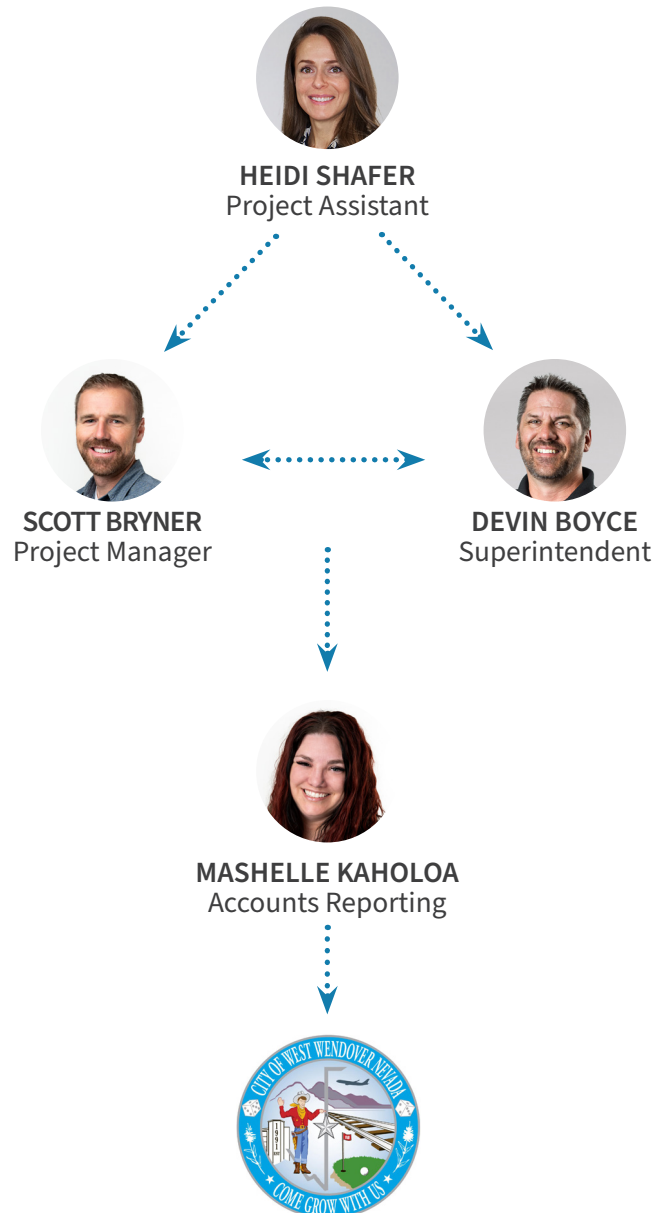 HEIDI SHAFER
Project Assistant
SCOTT BRYNER
Project Manager
DEVIN BOYCE
Superintendent
MASHELLE KAHOLOA
Accounts Reporting
CITY OF WEST WENDOVER NEVADA
1991
COME GROW WITH US